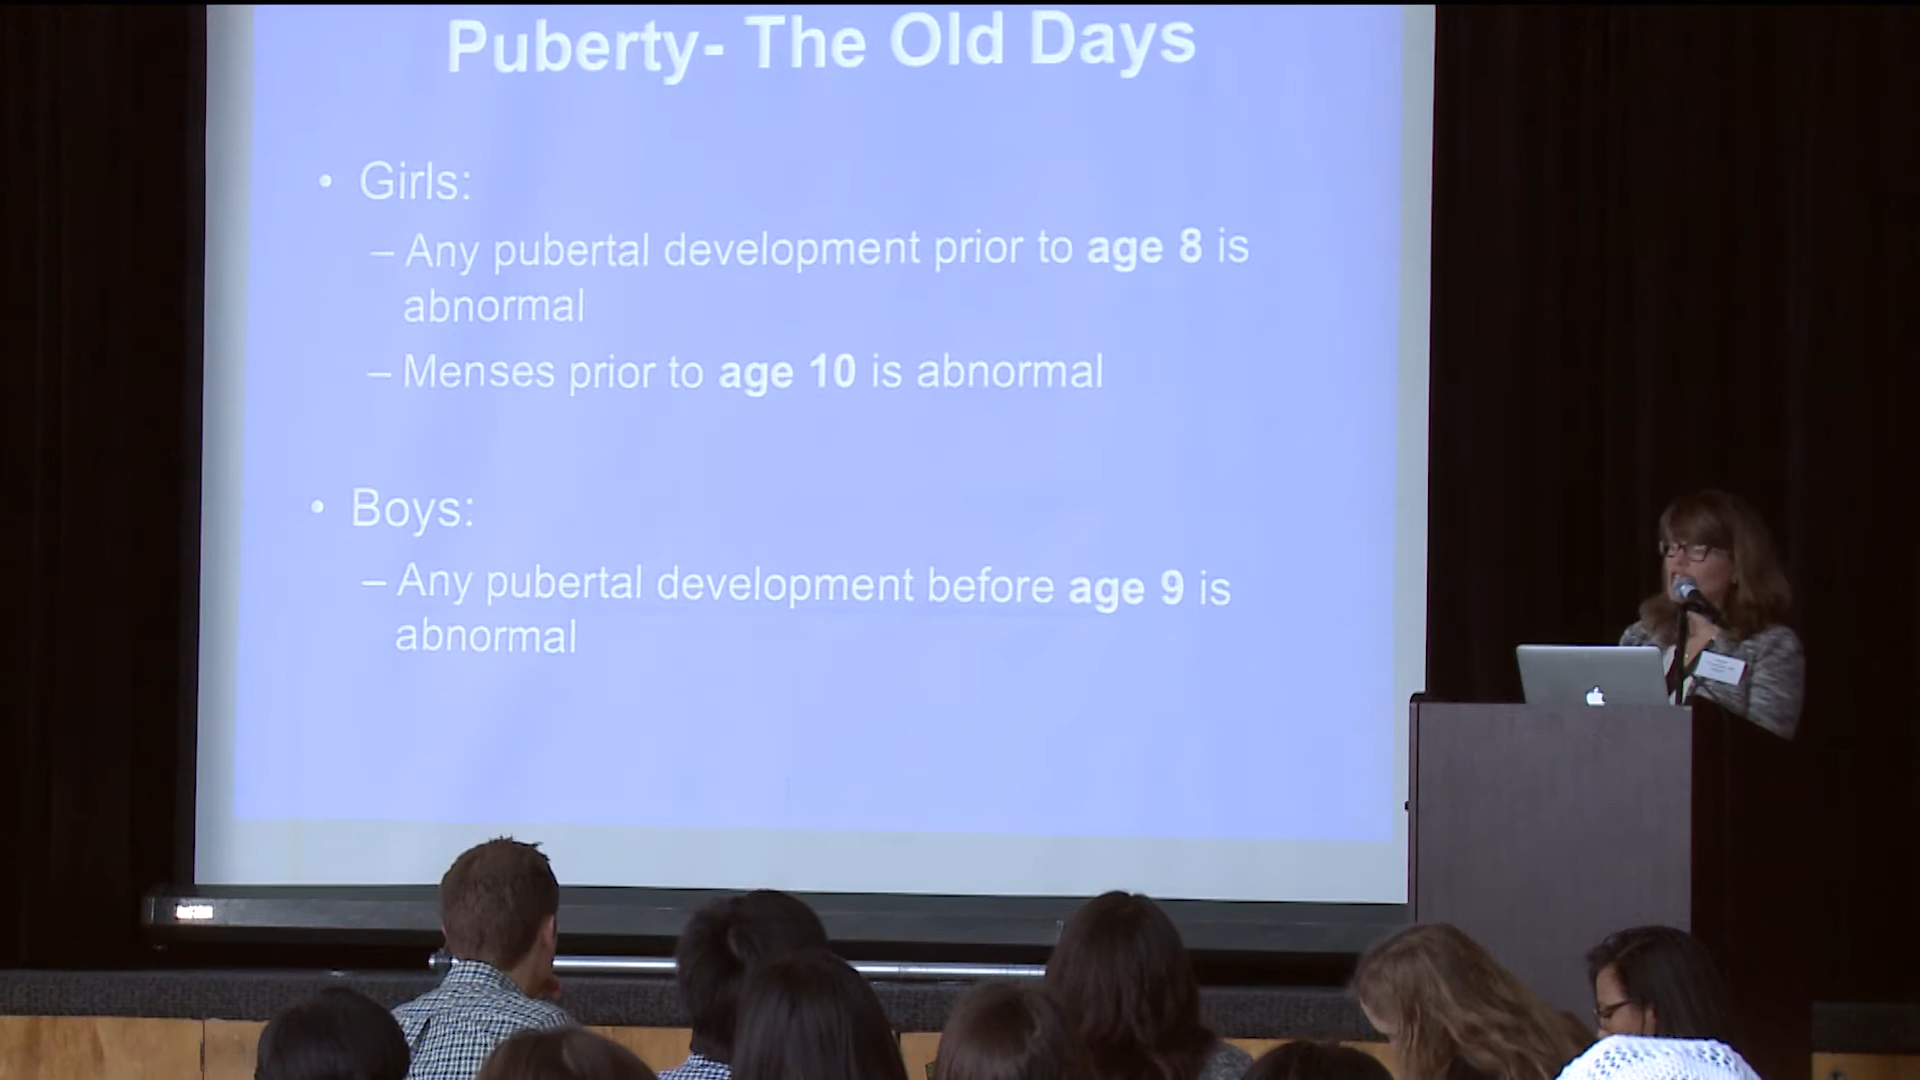 Puberty- The Old Days
• Girls:
– Any pubertal development prior to age 8 is
abnormal
– Menses prior to age 10 is abnormal
• Boys:
– Any pubertal development before age 9 is
abnormal